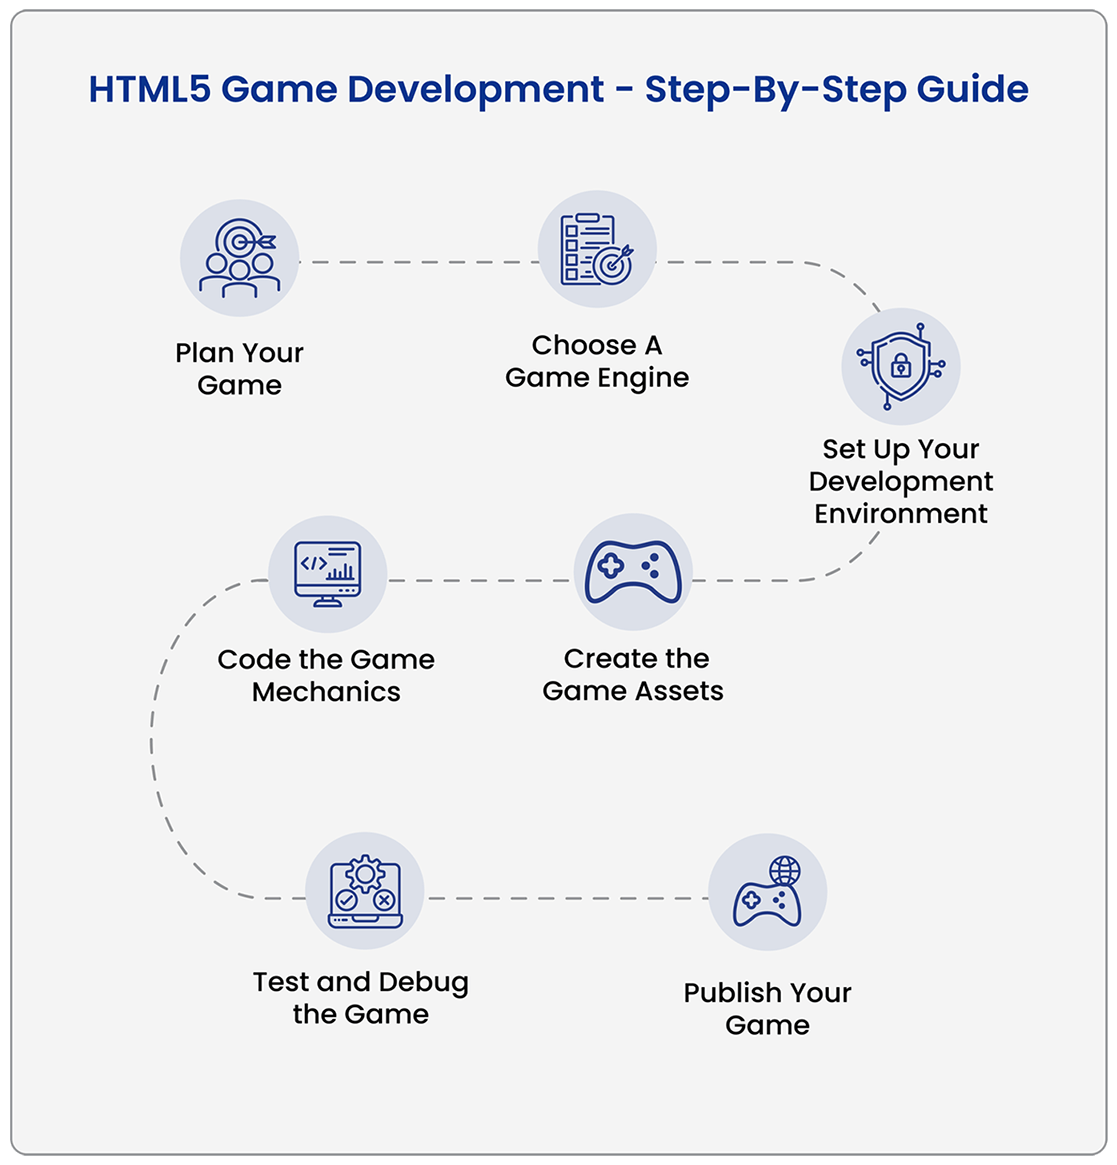 HTML5 Game Development - Step-By-Step Guide
Plan Your
Game
Choose A
Game Engine
Set Up Your
Development
Environment
Create the
Game Assets
Code the Game
Mechanics
Test and Debug
the Game
Publish Your
Game